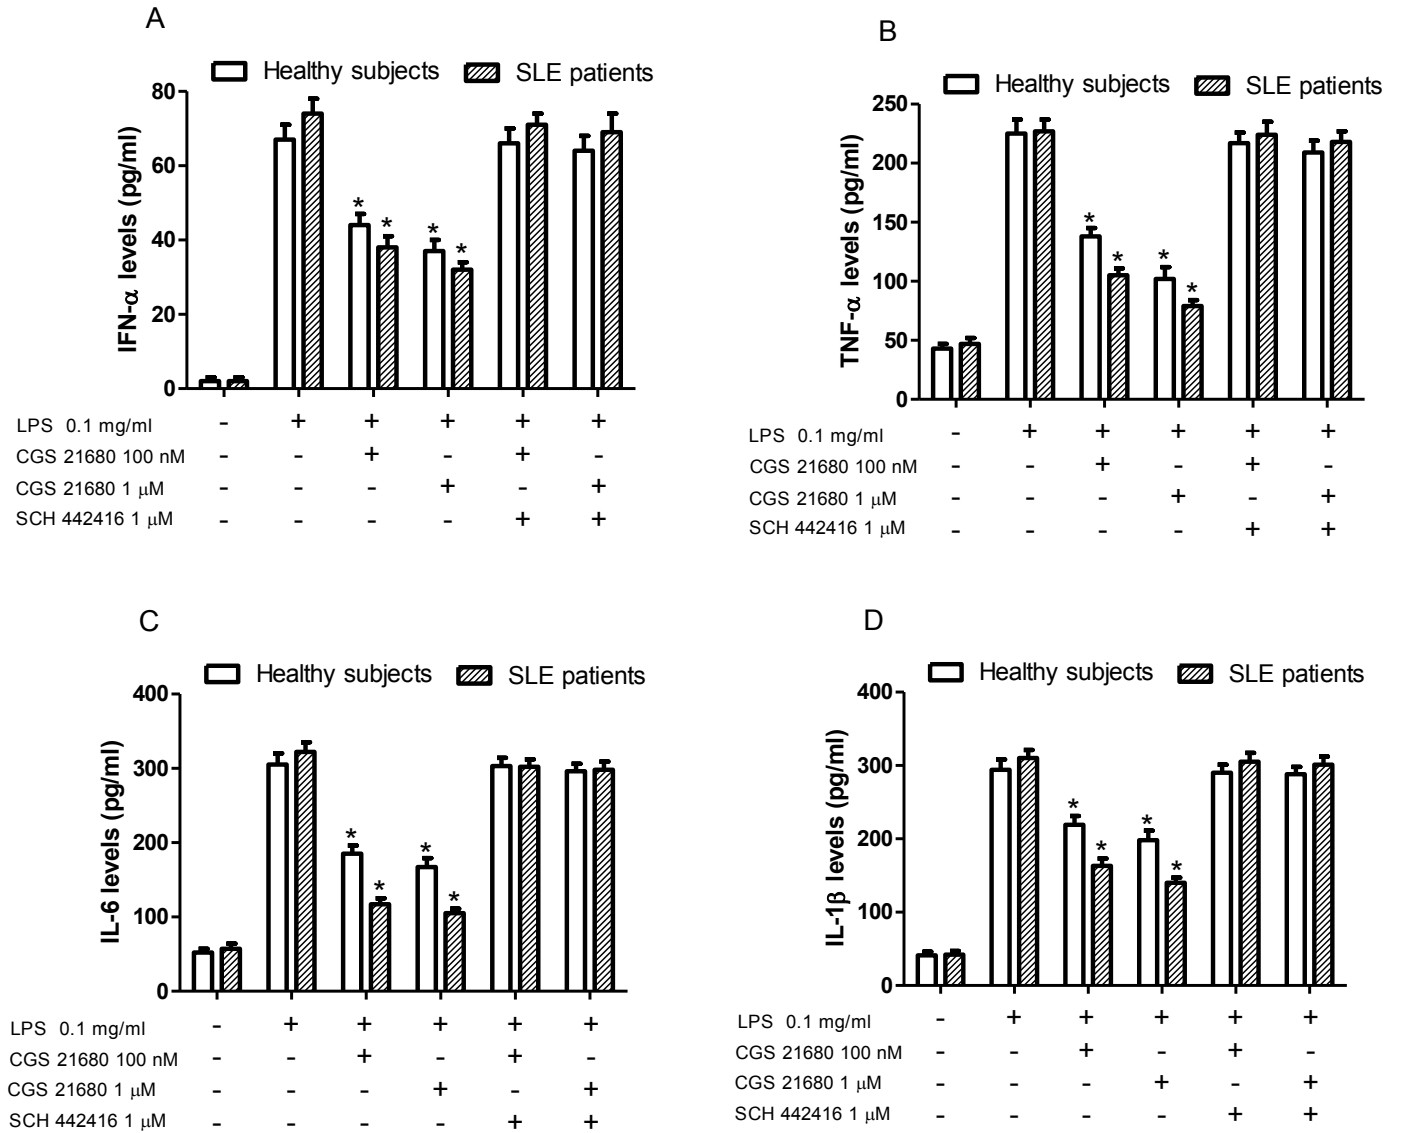 A
Healthy subjects SLE patients
80
60
40
20
0
IFN-α levels (pg/ml)
* * * *
LPS 0.1 mg/ml - + + + + +
CGS 21680 100 nM - - + - + -
CGS 21680 1 μM - - - + - +
SCH 442416 1 μM - - - - + +
B
Healthy subjects SLE patients
250
200
150
100
50
0
TNF-α levels (pg/ml)
* * * *
LPS 0.1 mg/ml - + + + + +
CGS 21680 100 nM - - + - + -
CGS 21680 1 μM - - - + - +
SCH 442416 1 μM - - - - + +
C
Healthy subjects SLE patients
400
300
200
100
0
IL-6 levels (pg/ml)
* * * *
LPS 0.1 mg/ml - + + + + +
CGS 21680 100 nM - - + - + -
CGS 21680 1 μM - - - + - +
SCH 442416 1 μM - - - - + +
D
Healthy subjects SLE patients
400
300
200
100
0
IL-1β levels (pg/ml)
* * * *
LPS 0.1 mg/ml - + + + + +
CGS 21680 100 nM - - + - + -
CGS 21680 1 μM - - - + - +
SCH 442416 1 μM - - - - + +